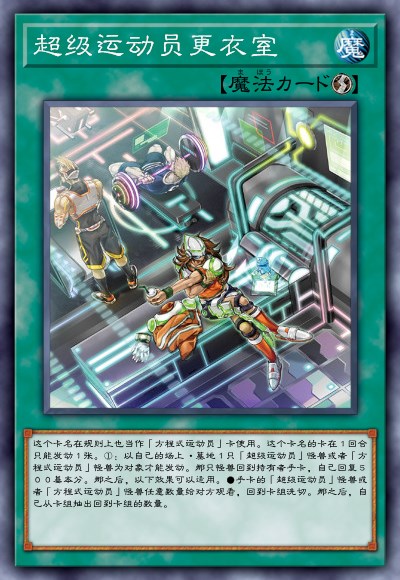 超级运动员更衣室
魔
【魔法カード】
ま ほう
这个卡名在规则上也当作「方程式运动员」卡使用。这个卡名的卡在1回合
只能发动1张。①：以自己的场上·墓地1只「超级运动员」怪兽或者「方
程式运动员」怪兽为对象才能发动。那只怪兽回到持有者手卡，自己回复5
00基本分。那之后，以下效果可以适用。●手卡的「超级运动员」怪兽或
者「方程式运动员」怪兽任意数量给对方观看，回到卡组洗切。那之后，自
己从卡组抽出回到卡组的数量。